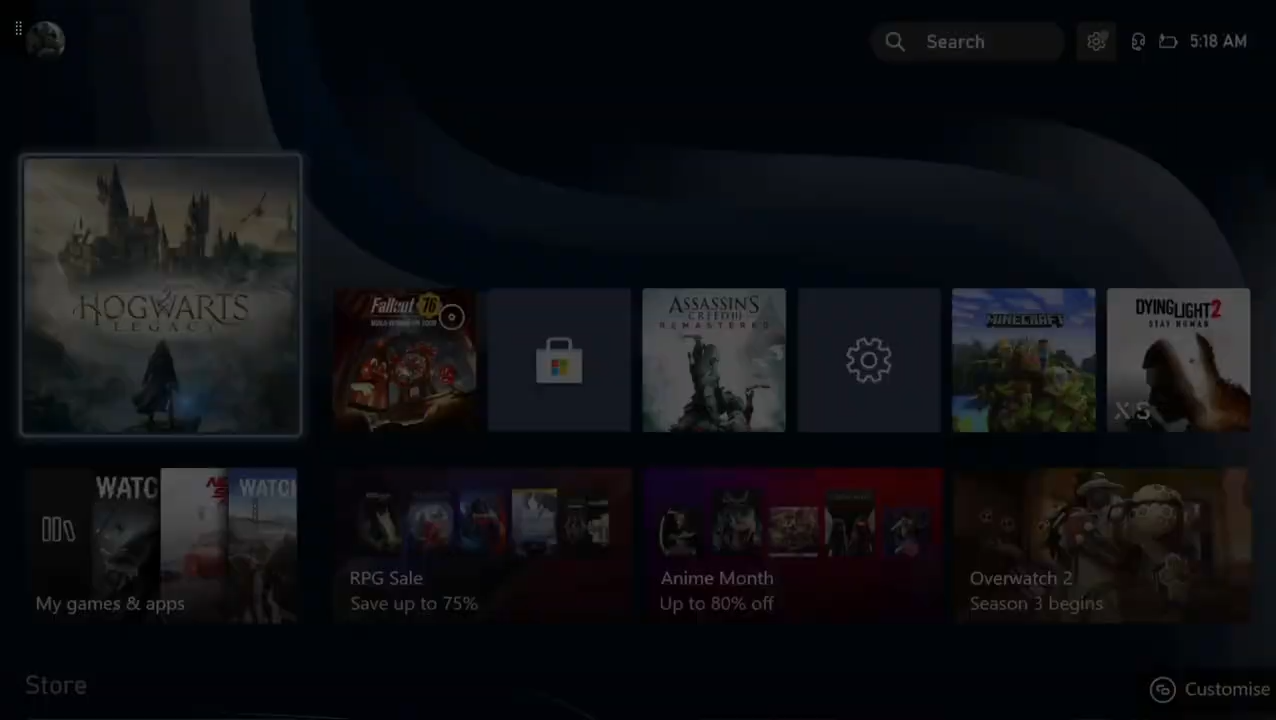 Search
5:18 AM
HOGWARTS
LEGACY
Fallout 76
ASSASSIN'S
CREED III
REMASTERED
MINECRAFT
DYING LIGHT 2
STAY HUMAN
X|S
WATC
WATCH
My games & apps
RPG Sale
Save up to 75%
Anime Month
Up to 80% off
Overwatch 2
Season 3 begins
Store
Customise